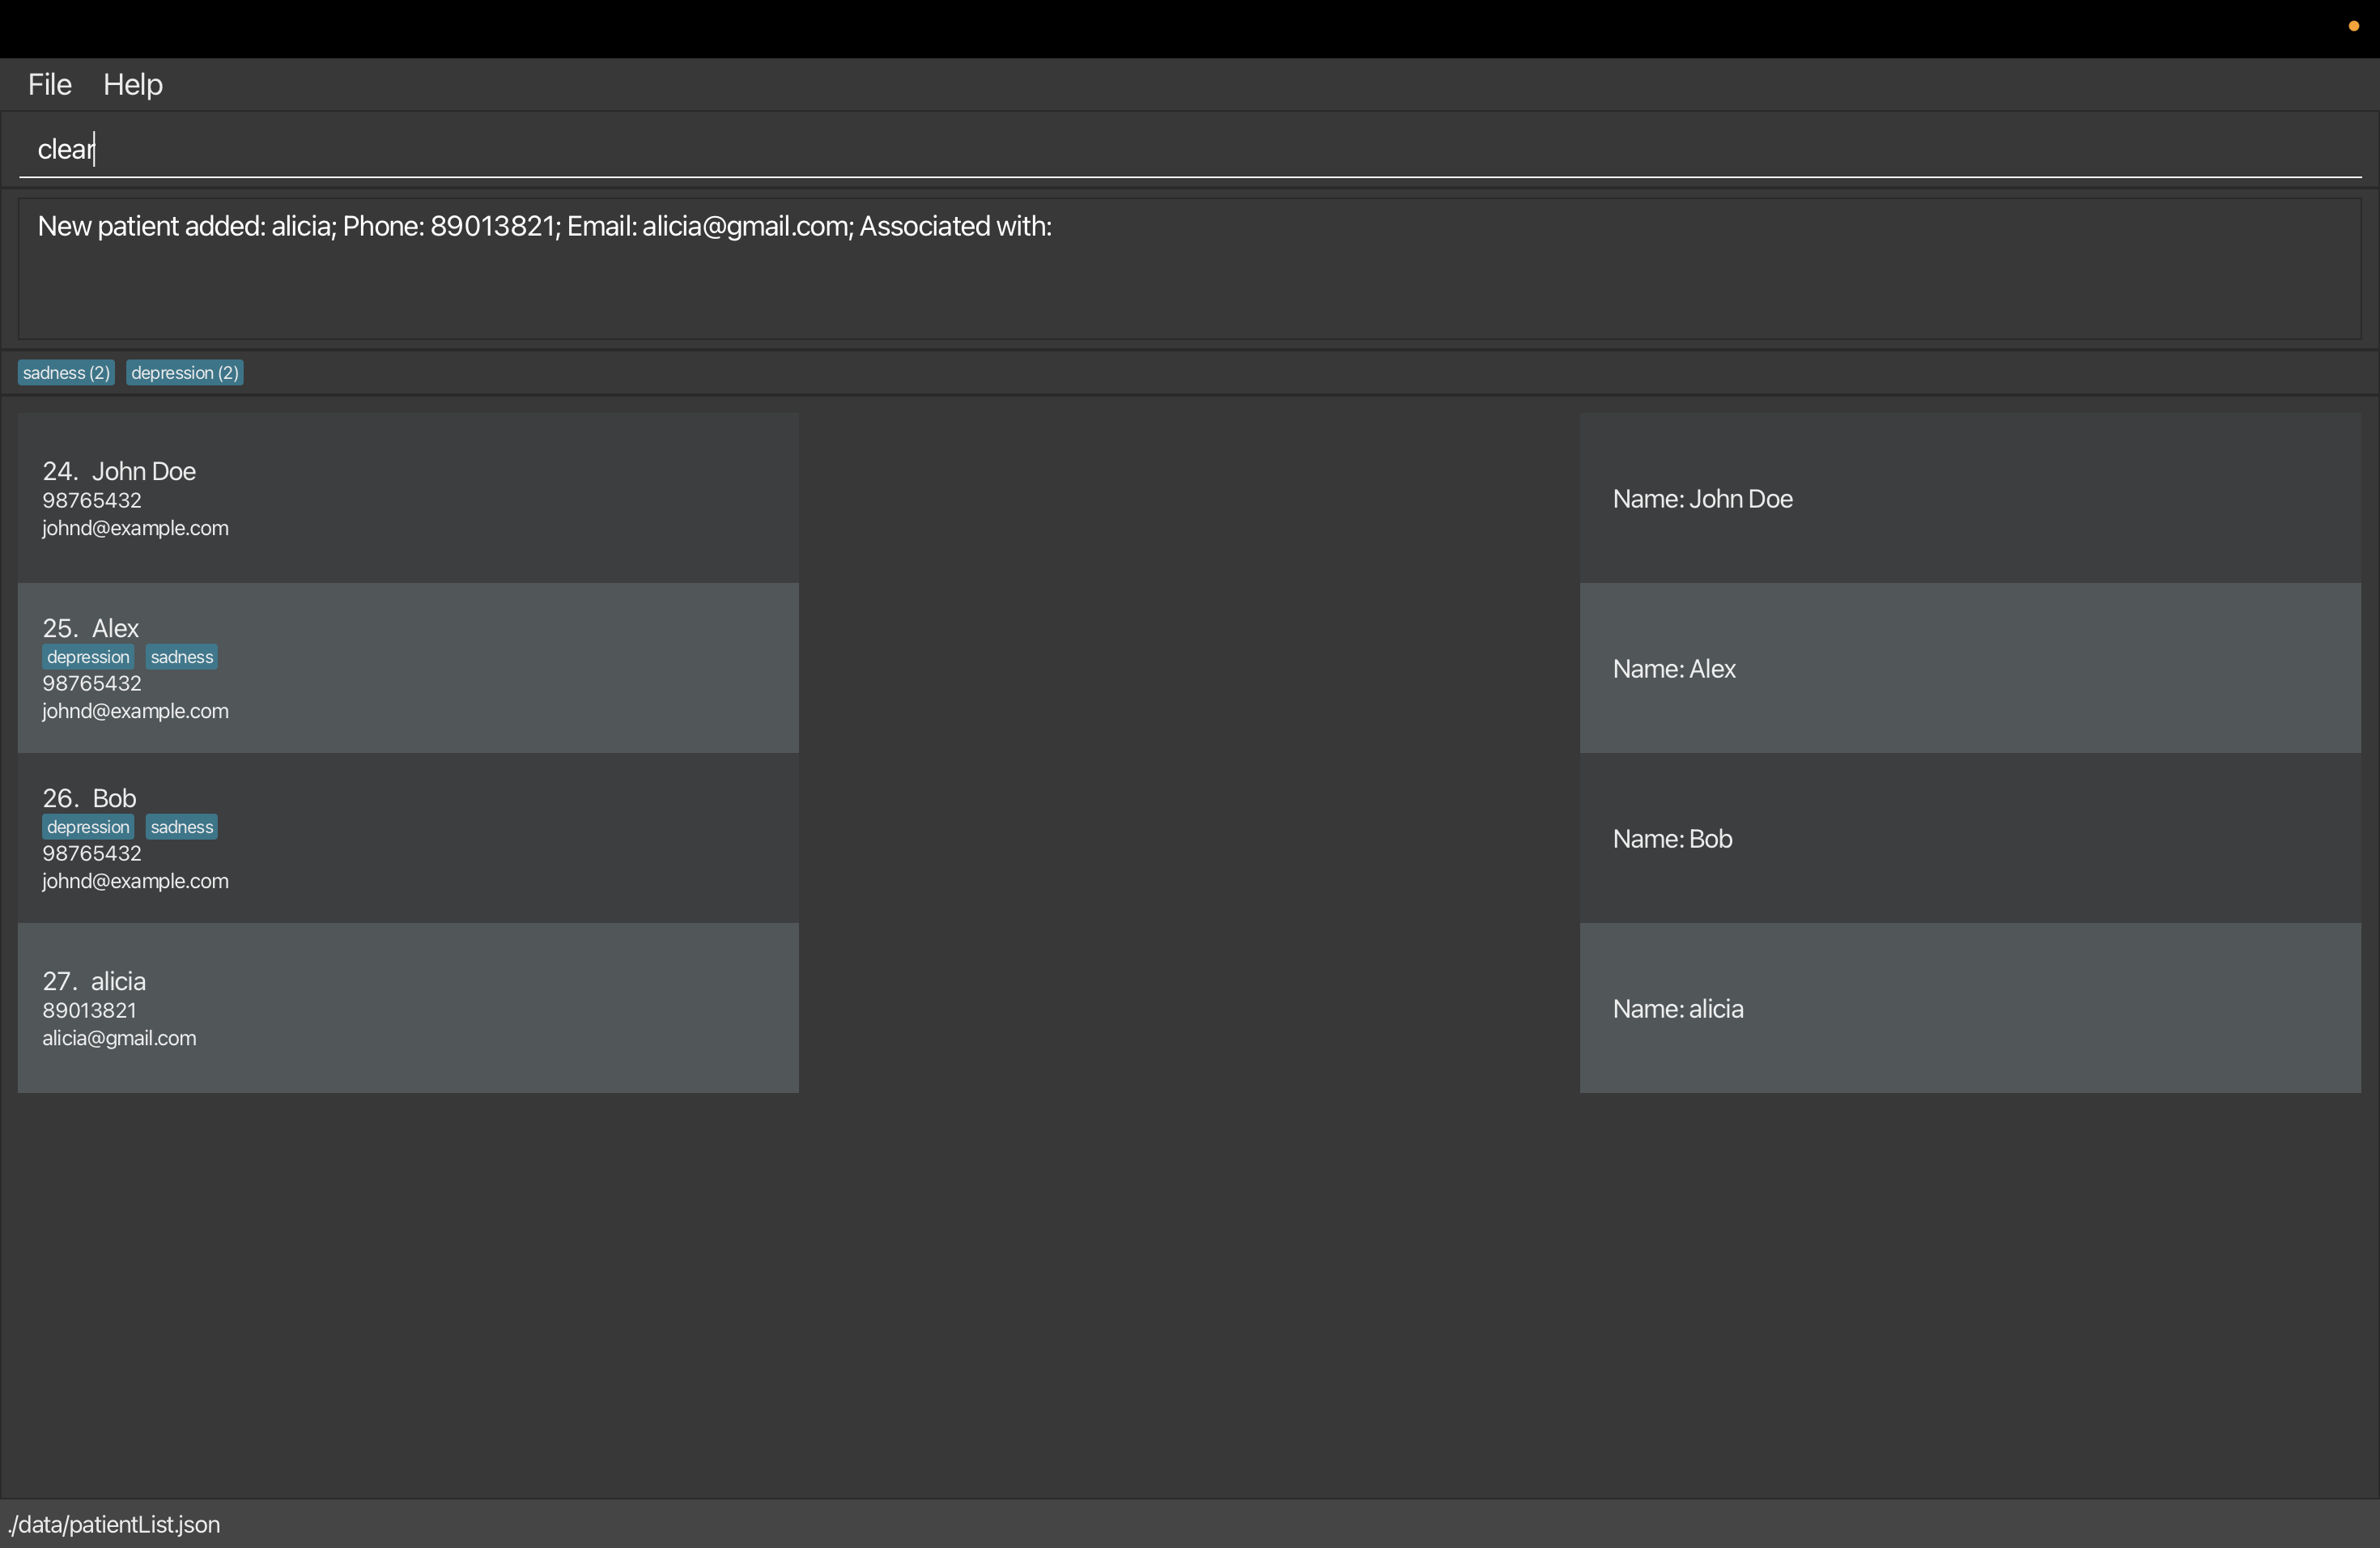 File Help
clear
New patient added: alicia; Phone: 89013821; Email: alicia@gmail.com; Associated with:
sadness (2) depression (2)
24. John Doe
98765432
johnd@example.com
Name: John Doe
25. Alex
depression sadness
98765432
johnd@example.com
Name: Alex
26. Bob
depression sadness
98765432
johnd@example.com
Name: Bob
27. alicia
89013821
alicia@gmail.com
Name: alicia
./data/patientList.json